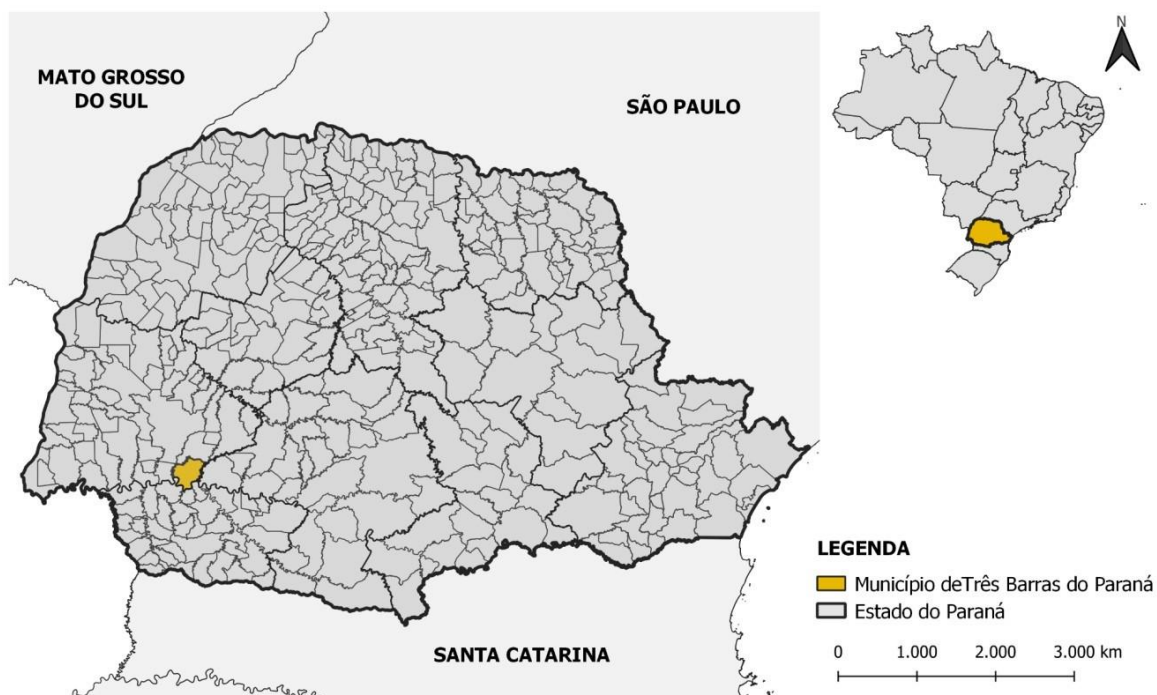 MATO GROSSO
DO SUL
SÃO PAULO
N
SANTA CATARINA
LEGENDA
Município deTrês Barras do Paraná
Estado do Paraná
0 1.000 2.000 3.000 km